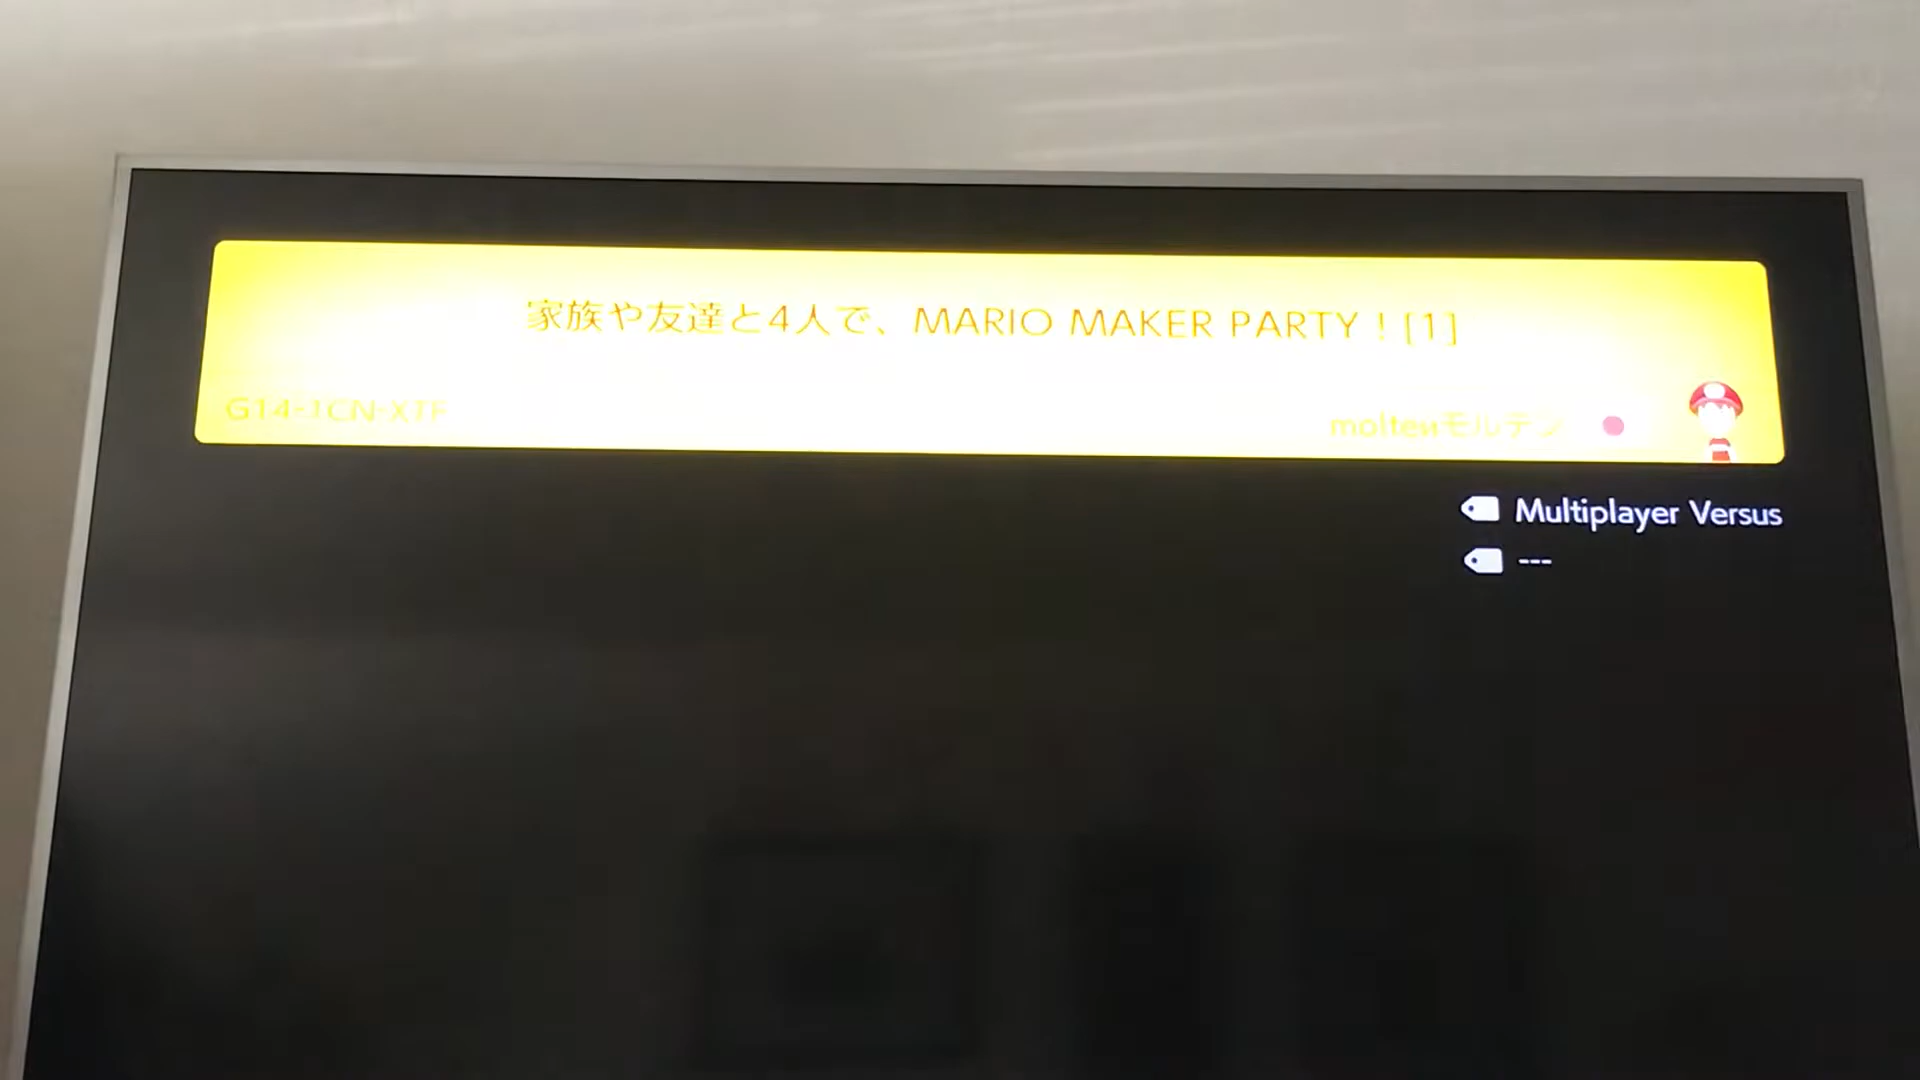 家族や友達と4人で、MARIO MAKER PARTY！[1]
G14-1CN-XTF
molteнモルテン
Multiplayer Versus
---